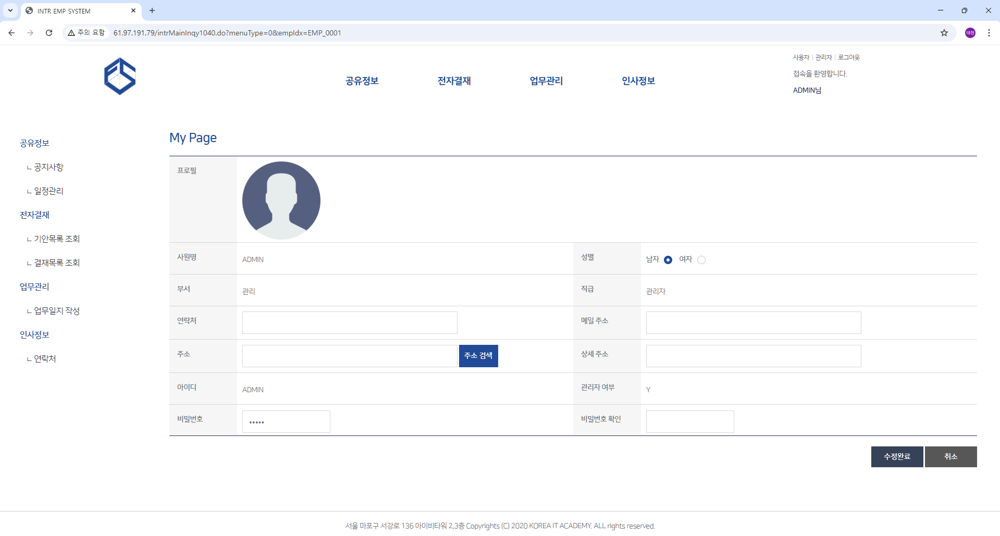 INTR EMP SYSTEM
주의 요함 61.97.191.79/intrMainInqy1040.do?menuType=0&empIdx=EMP_0001
태현
사용자 | 관리자 | 로그아웃
접속을 환영합니다.
ADMIN님
공유정보 전자결재 업무관리 인사정보
공유정보
ㄴ 공지사항
ㄴ 일정관리
전자결재
ㄴ 기안목록 조회
ㄴ 결재목록 조회
업무관리
ㄴ 업무일지 작성
인사정보
ㄴ 연락처
My Page
프로필
사원명 ADMIN 성별 남자 여자
부서 관리 직급 관리자
연락처 메일 주소
주소 주소 검색 상세 주소
아이디 ADMIN 관리자 여부 Y
비밀번호 ••••• 비밀번호 확인
수정완료 취소
서울 마포구 서강로 136 아이비타워 2,3층 Copyrights (C) 2020 KOREA IT ACADEMY. ALL rights reserved.